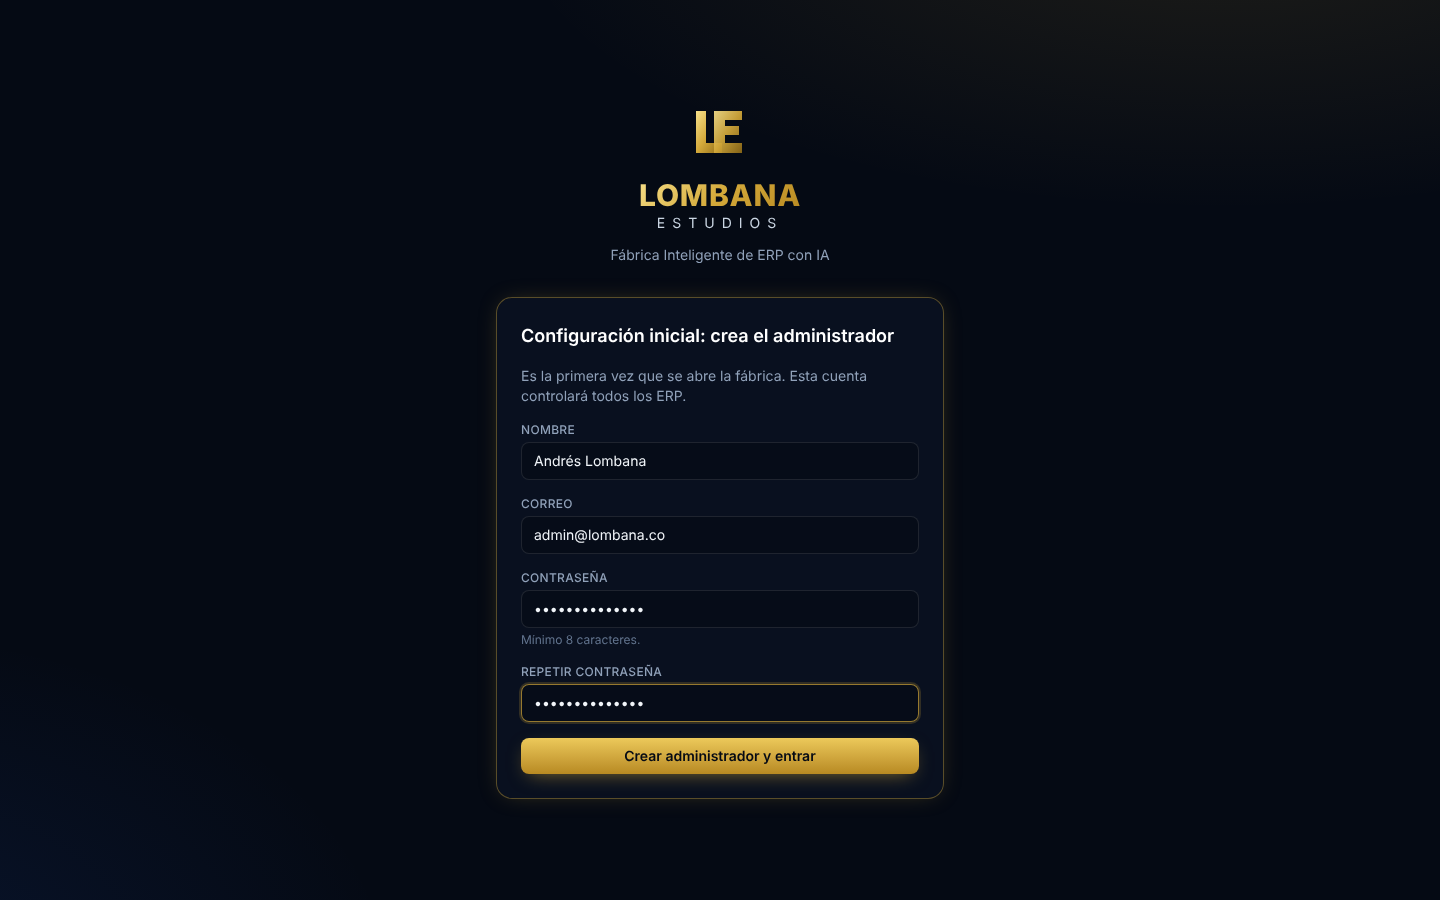 LE
LOMBANA
ESTUDIOS
Fábrica Inteligente de ERP con IA
Configuración inicial: crea el administrador
Es la primera vez que se abre la fábrica. Esta cuenta
controlará todos los ERP.
NOMBRE
Andrés Lombana
CORREO
admin@lombana.co
CONTRASEÑA
••••••••••••••
Mínimo 8 caracteres.
REPETIR CONTRASEÑA
••••••••••••••
Crear administrador y entrar